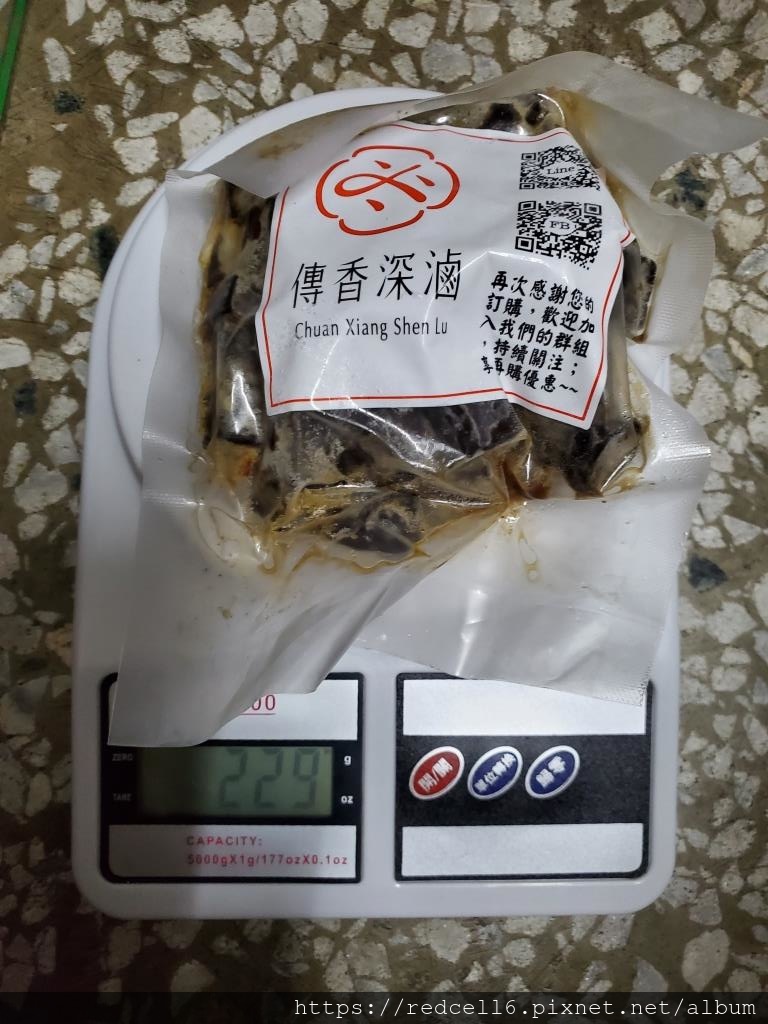 Line
FB
傳香深滷
Chuan Xiang Shen Lu
再次感謝您的
訂購，歡迎加
入我們的群組
，持續關注；
享再購優惠~~
00
ZERO
229
g
TARE
oz
開/關
單位轉換
歸零
CAPACITY:
5000gX1g/177ozX0.1oz
https://redcell6.pixnet.net/album